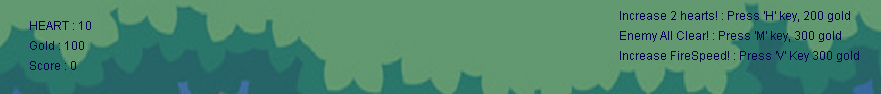 HEART : 10
Gold : 100
Score : 0
Increase 2 hearts! : Press 'H' key, 200 gold
Enemy All Clear! : Press 'M' key, 300 gold
Increase FireSpeed! : Press 'V' Key 300 gold